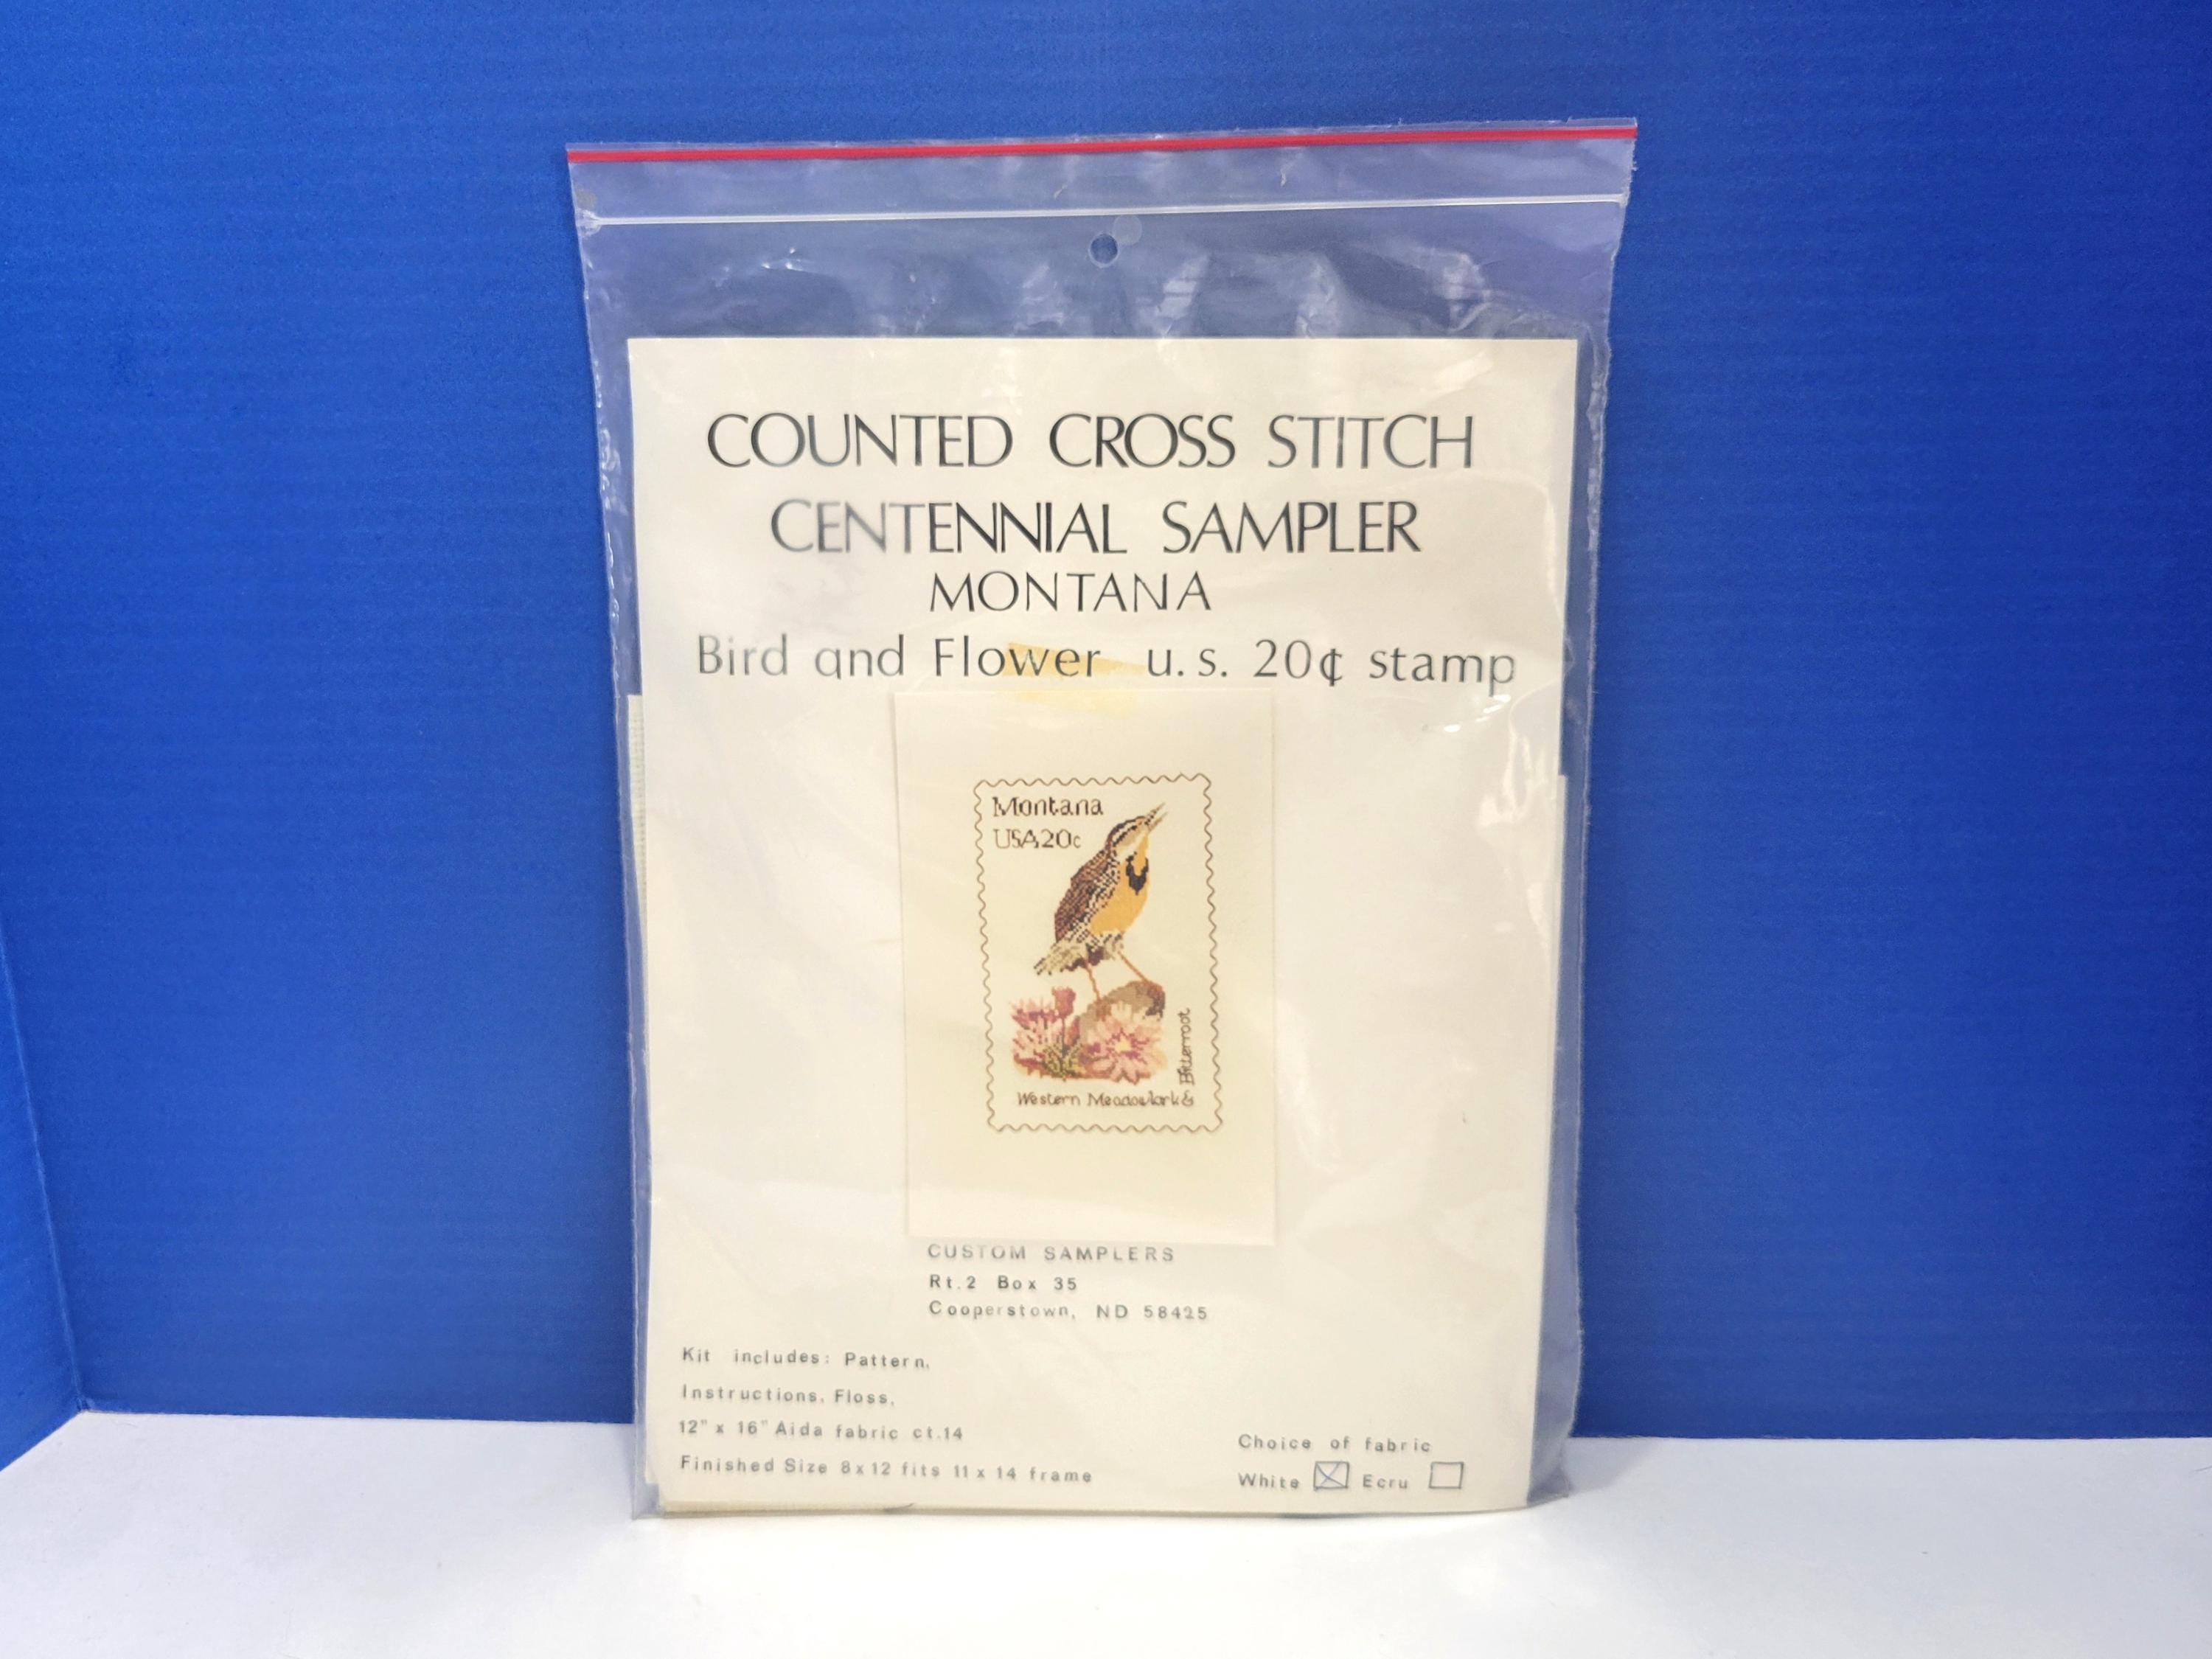 COUNTED CROSS STITCH
CENTENNIAL SAMPLER
MONTANA
Bird and Flower u.s. 20¢ stamp
Montana
USA20c
Bitterroot
Western Meadowlark &
CUSTOM SAMPLERS
Rt.2 Box 35
Cooperstown, ND 58425
Kit includes: Pattern,
Instructions, Floss,
12" x 16" Aida fabric ct.14
Finished Size 8x12 fits 11 x 14 frame
Choice of fabric
White Ecru